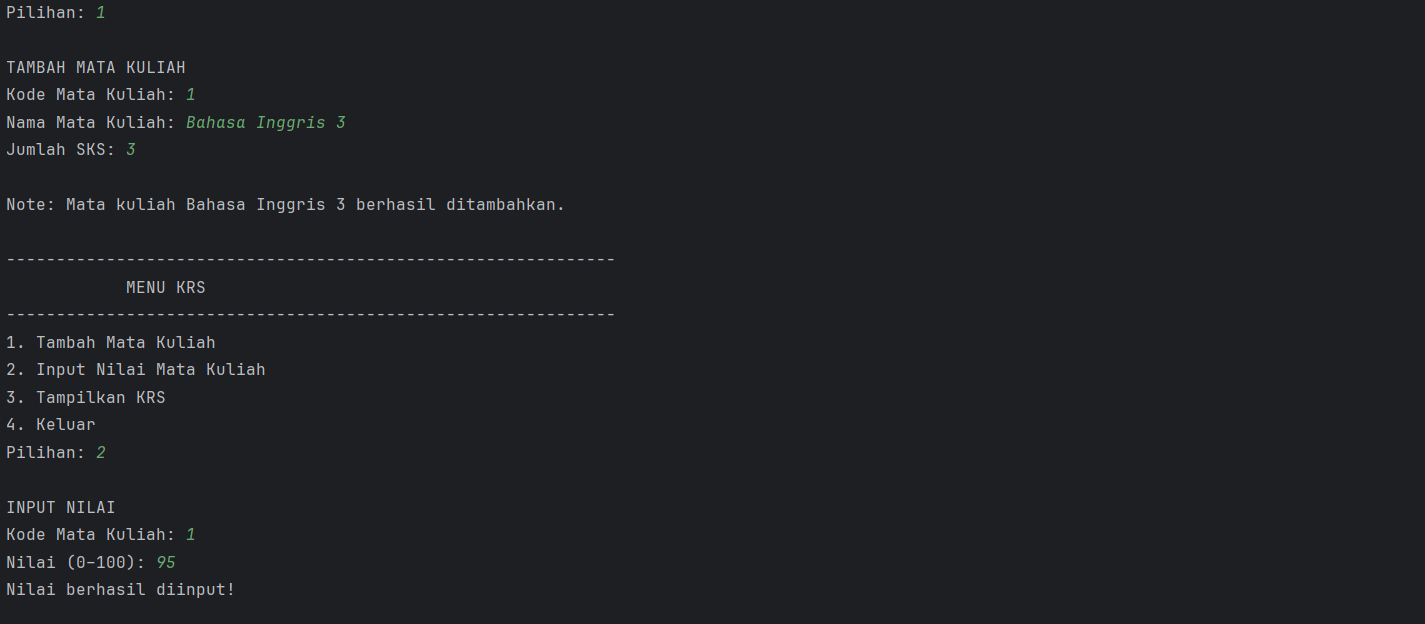 Pilihan: 1
TAMBAH MATA KULIAH
Kode Mata Kuliah: 1
Nama Mata Kuliah: Bahasa Inggris 3
Jumlah SKS: 3
Note: Mata kuliah Bahasa Inggris 3 berhasil ditambahkan.
-------------------------------------------------------------
MENU KRS
-------------------------------------------------------------
1. Tambah Mata Kuliah
2. Input Nilai Mata Kuliah
3. Tampilkan KRS
4. Keluar
Pilihan: 2
INPUT NILAI
Kode Mata Kuliah: 1
Nilai (0-100): 95
Nilai berhasil diinput!